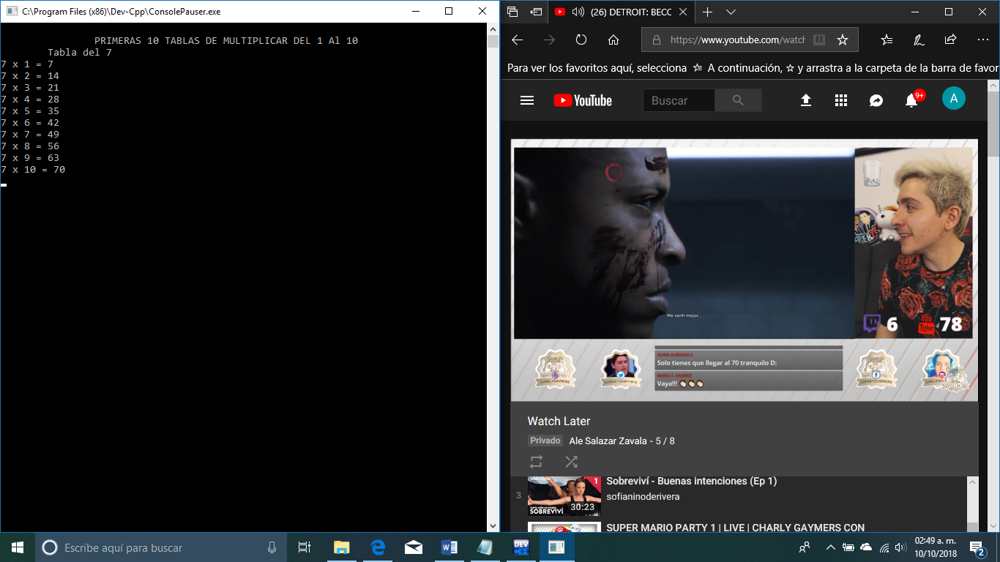 C:\Program Files (x86)\Dev-Cpp\ConsolePauser.exe
PRIMERAS 10 TABLAS DE MULTIPLICAR DEL 1 Al 10
Tabla del 7
7 x 1 = 7
7 x 2 = 14
7 x 3 = 21
7 x 4 = 28
7 x 5 = 35
7 x 6 = 42
7 x 7 = 49
7 x 8 = 56
7 x 9 = 63
7 x 10 = 70
(26) DETROIT: BECC
https://www.youtube.com/watch
Para ver los favoritos aquí, selecciona A continuación, y arrastra a la carpeta de la barra de favor
YouTube
Buscar
9+
A
Me sentí mejor...
6
You Tube 78
Solo tienes que llegar al 70 tranquilo D:
Vaya!!!
CHARLYGAYMERS
Watch Later
Privado Ale Salazar Zavala - 5 / 8
3
1
30:23
SOBREVIVÍ
Sobreviví - Buenas intenciones (Ep 1)
sofianinoderivera
SUPER MARIO PARTY 1 | LIVE | CHARLY GAYMERS CON
Escribe aquí para buscar
DEV
02:49 a. m.
10/10/2018
2